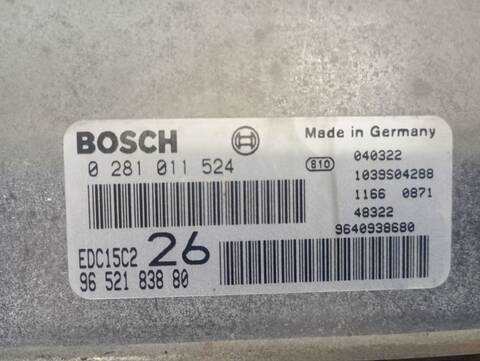 BOSCH
Made in Germany
0 281 011 524
810
040322
1039S04288
1166 0871
48322
9640938680
EDC15C2 26
96 521 838 80